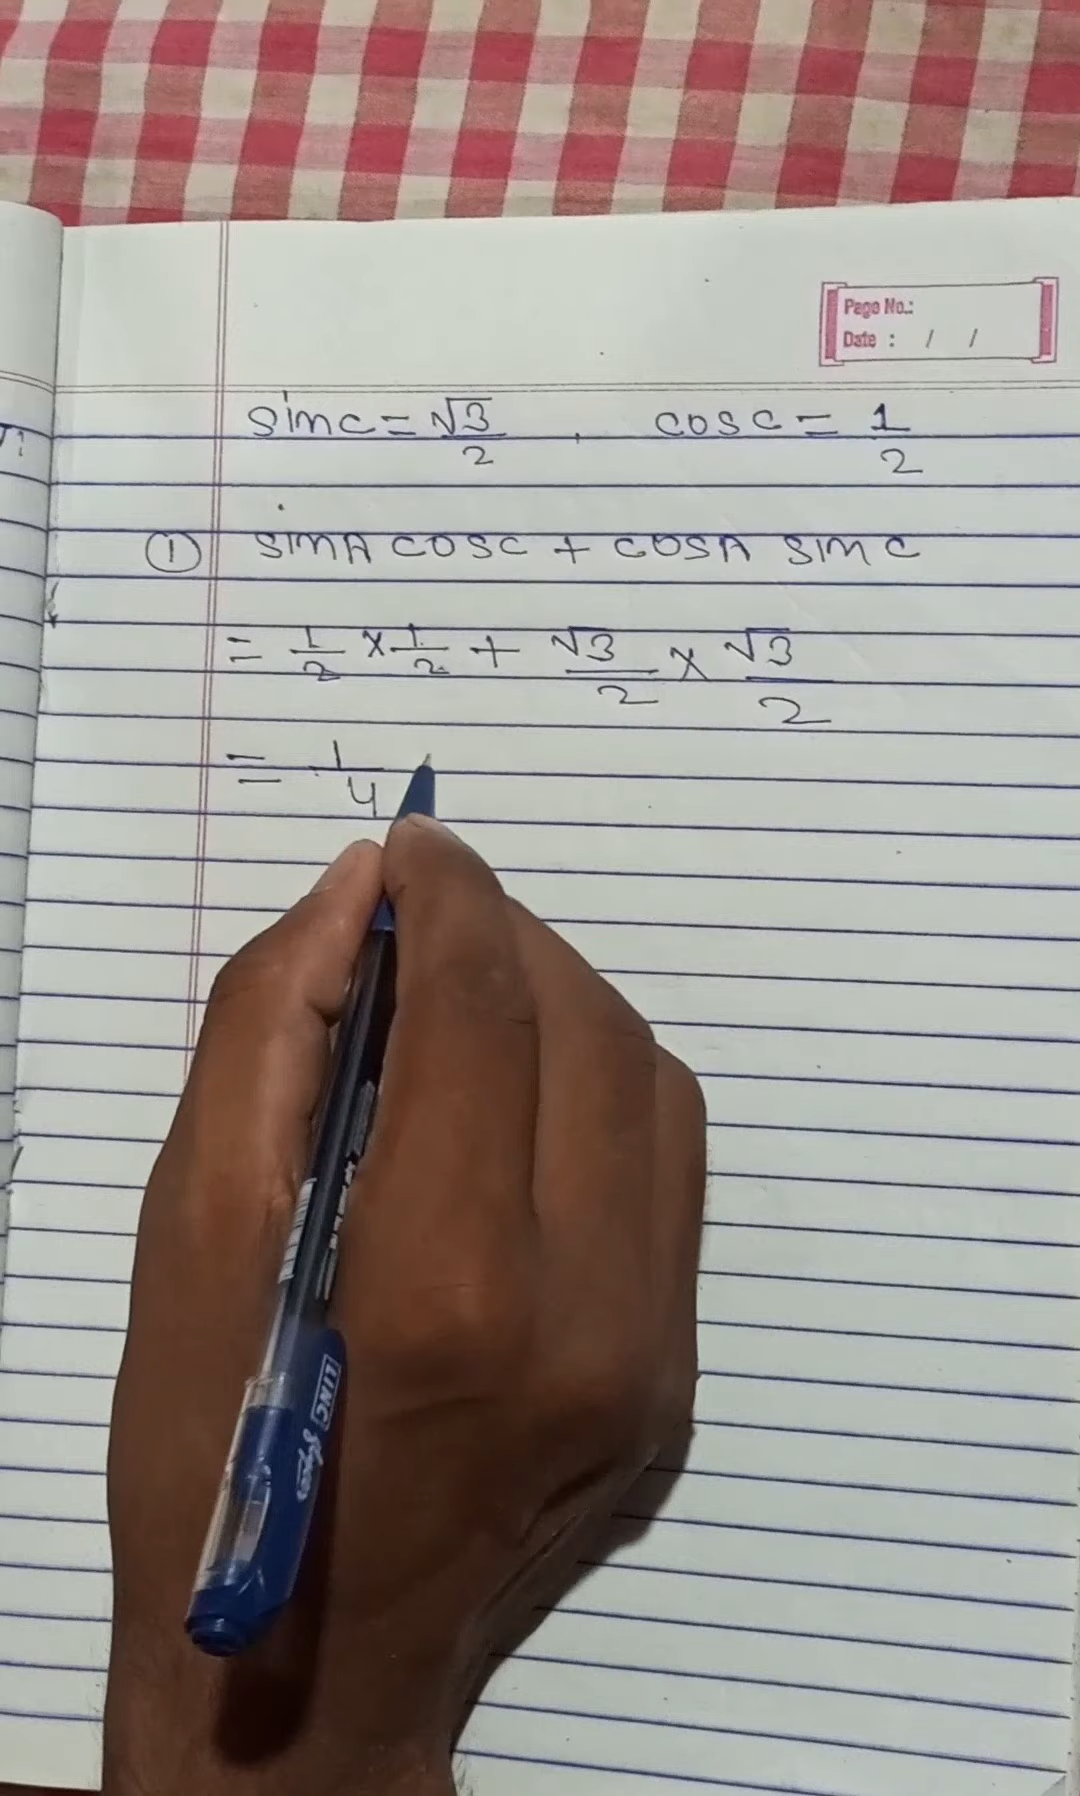 Page No.:
Date : / /
sinc = √3/2 , cosc = 1/2
① sinA cosc + cosA sinc
= 1/2 × 1/2 + √3/2 × √3/2
= 1/4
LINC